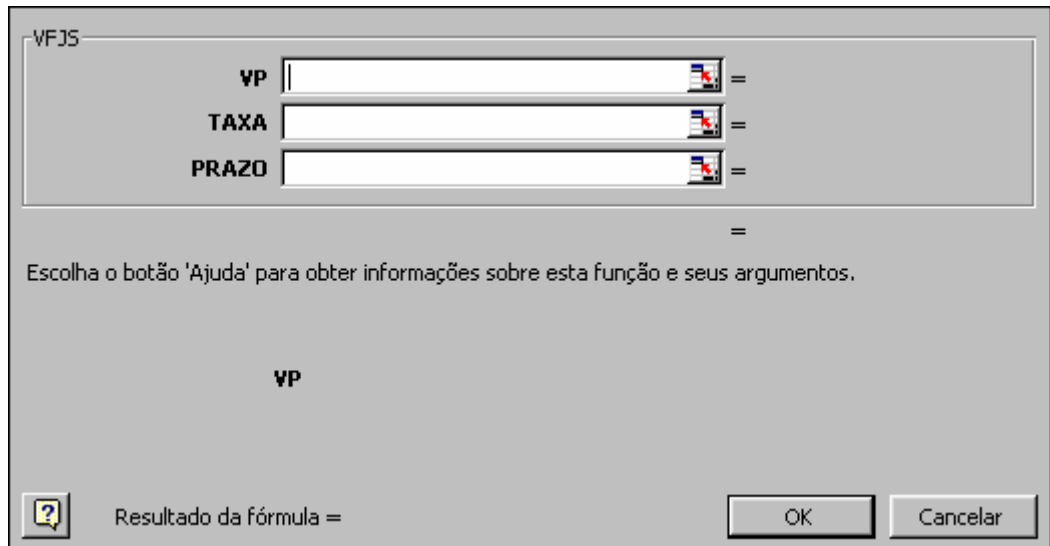 VFJS
VP =
TAXA =
PRAZO =
=
Escolha o botão 'Ajuda' para obter informações sobre esta função e seus argumentos.
VP
? Resultado da fórmula = OK Cancelar